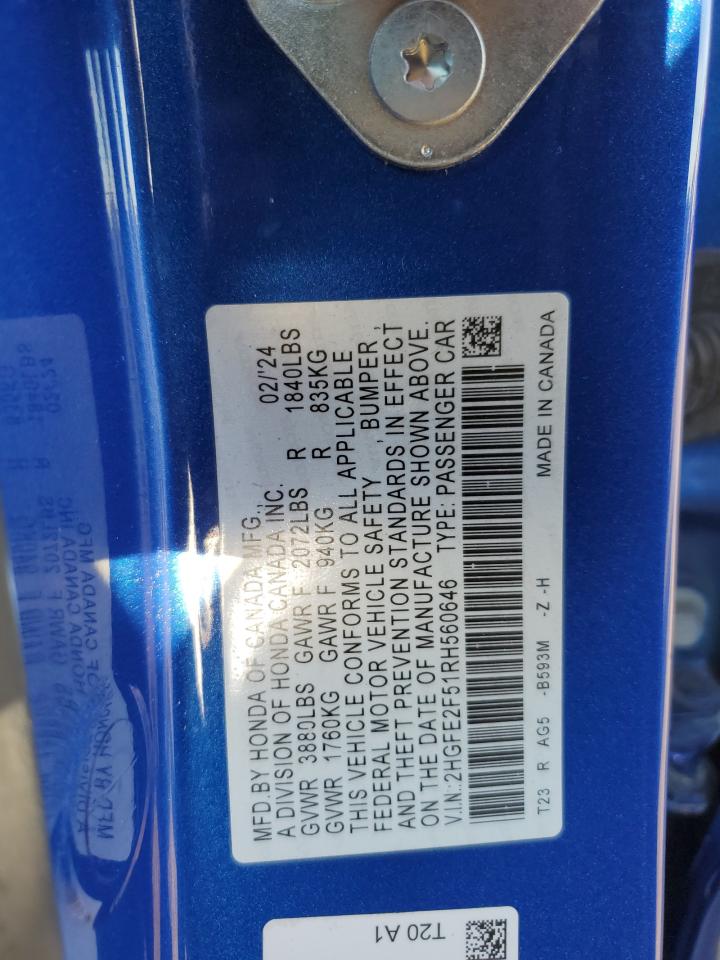 MFD.BY HONDA OF CANADA MFG., 02/'24
A DIVISION OF HONDA CANADA INC.
GVWR 3880LBS GAWR F 2072LBS R 1840LBS
GVWR 1760KG GAWR F 940KG R 835KG
THIS VEHICLE CONFORMS TO ALL APPLICABLE
FEDERAL MOTOR VEHICLE SAFETY , BUMPER ,
AND THEFT PREVENTION STANDARDS, IN EFFECT
ON THE DATE OF MANUFACTURE SHOWN ABOVE.
V.I.N.:2HGFE2F51RH560646 TYPE: PASSENGER CAR
T23 R AG5 -B593M -Z -H MADE IN CANADA
T20 A1